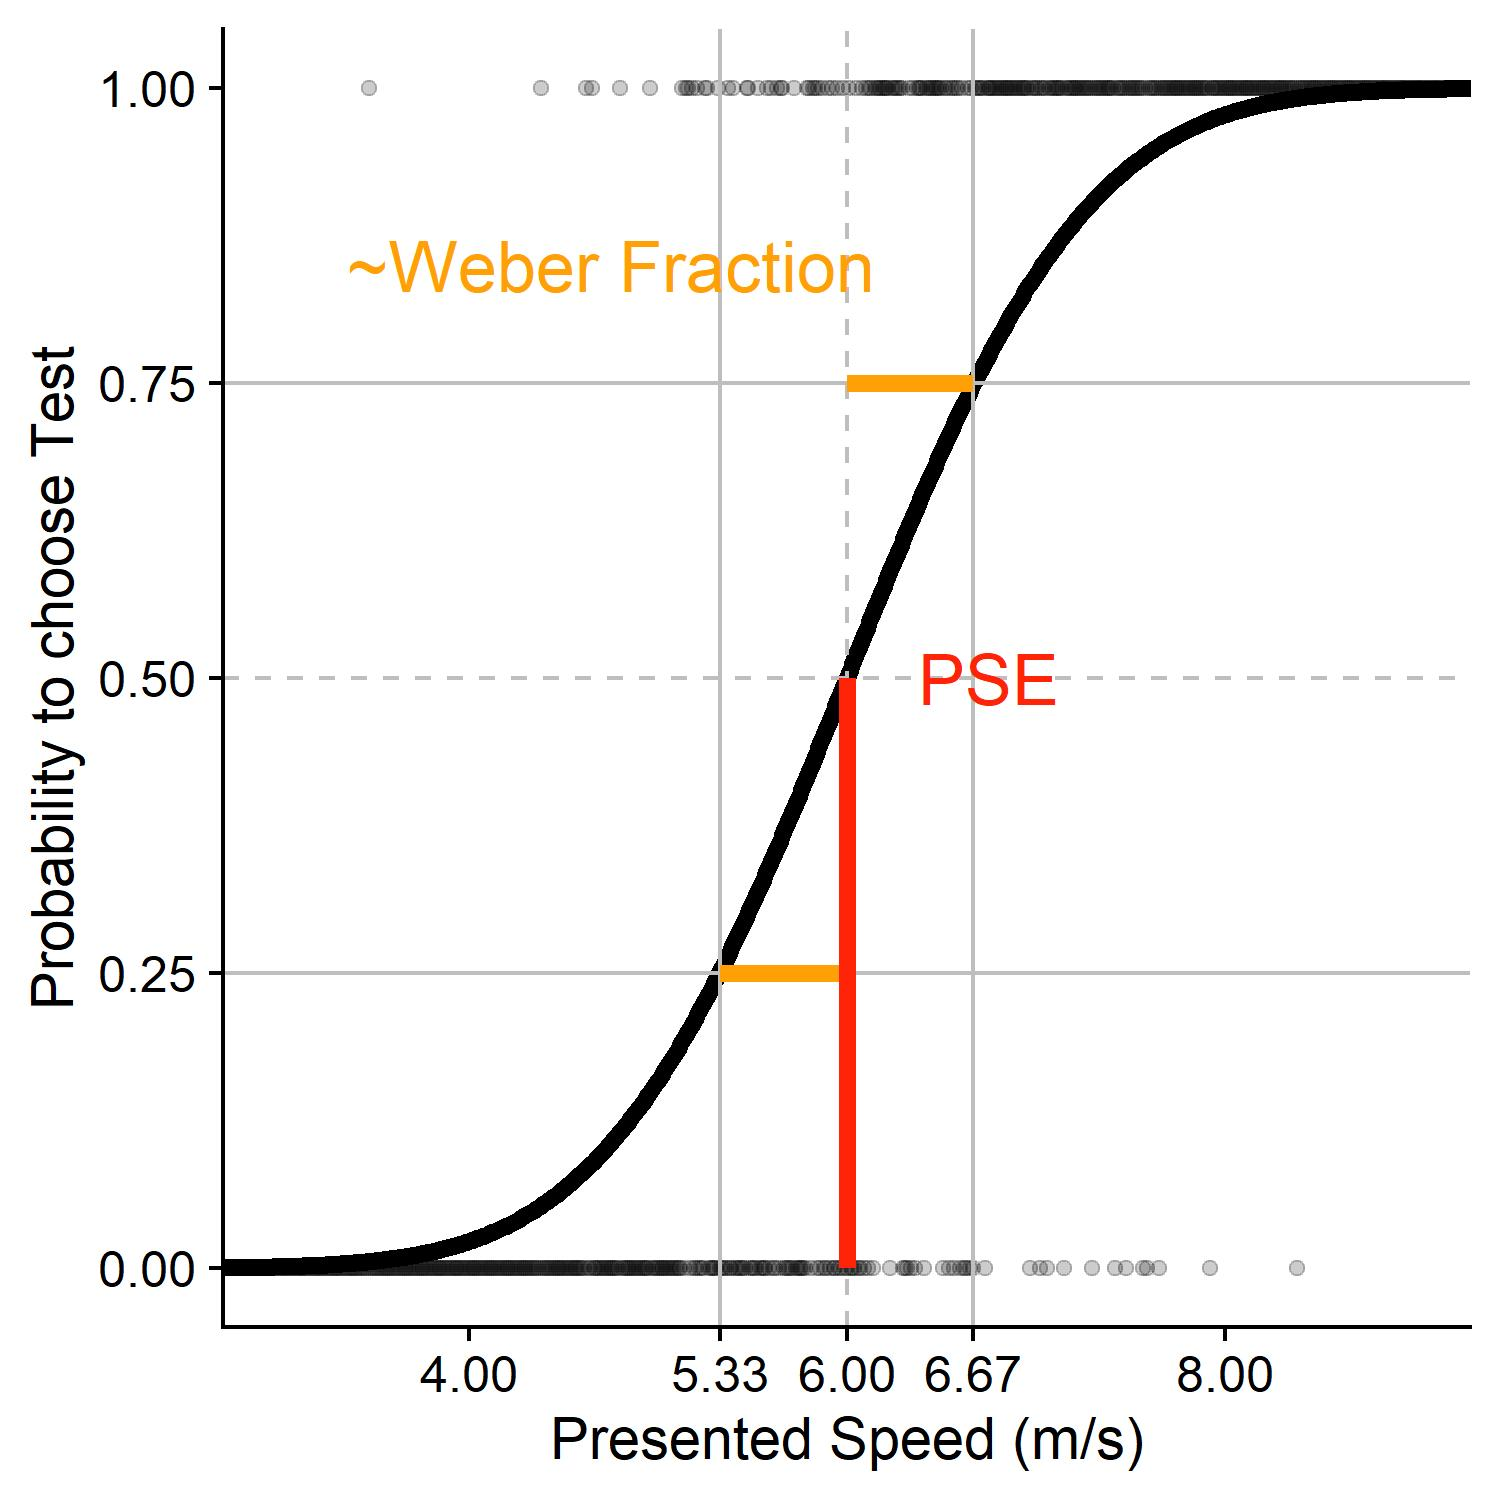 1.00
~Weber Fraction
0.75
PSE
0.50
0.25
0.00
Probability to choose Test
4.00 5.33 6.00 6.67 8.00
Presented Speed (m/s)